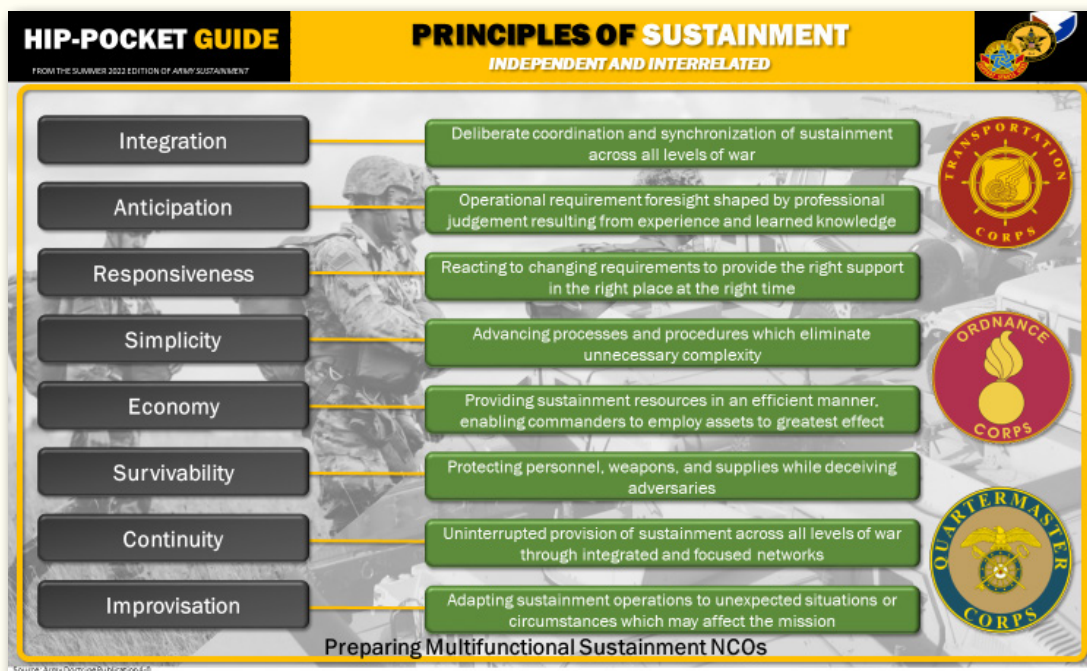 HIP-POCKET GUIDE
FROM THE SUMMER 2022 EDITION OF ARMY SUSTAINMENT
PRINCIPLES OF SUSTAINMENT
INDEPENDENT AND INTERRELATED
Integration
Deliberate coordination and synchronization of sustainment
across all levels of war
Anticipation
Operational requirement foresight shaped by professional
judgement resulting from experience and learned knowledge
Responsiveness
Reacting to changing requirements to provide the right support
in the right place at the right time
Simplicity
Advancing processes and procedures which eliminate
unnecessary complexity
Economy
Providing sustainment resources in an efficient manner,
enabling commanders to employ assets to greatest effect
Survivability
Protecting personnel, weapons, and supplies while deceiving
adversaries
Continuity
Uninterrupted provision of sustainment across all levels of war
through integrated and focused networks
Improvisation
Adapting sustainment operations to unexpected situations or
circumstances which may affect the mission
TRANSPORTATION
CORPS
ORDNANCE
CORPS
QUARTERMASTER
CORPS
Preparing Multifunctional Sustainment NCOs
Source: Army Doctrine Publication